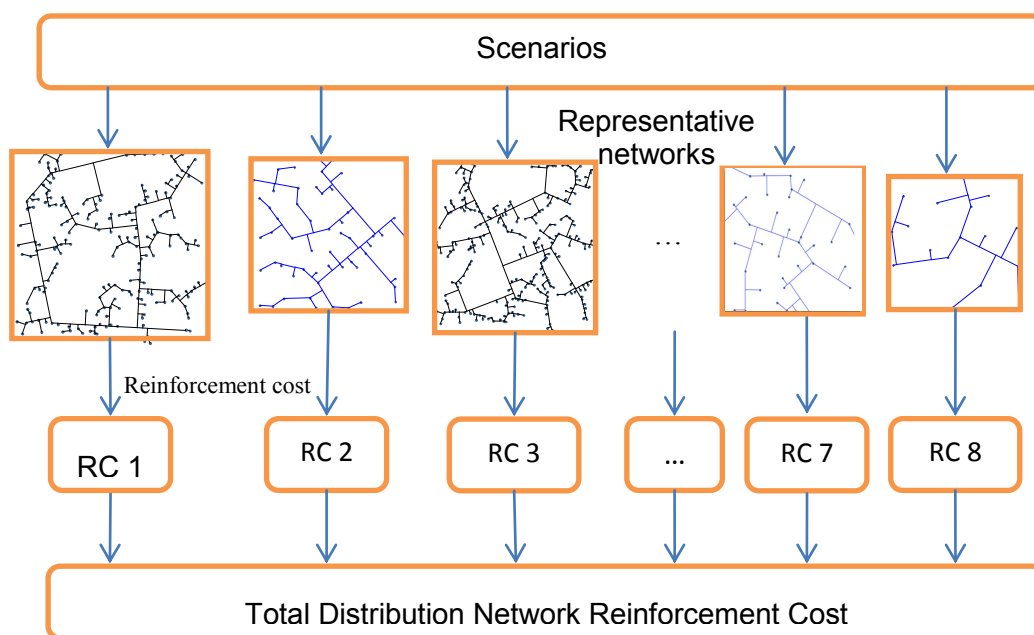 Scenarios
Representative
networks
…
Reinforcement cost
RC 1
RC 2
RC 3
...
RC 7
RC 8
Total Distribution Network Reinforcement Cost